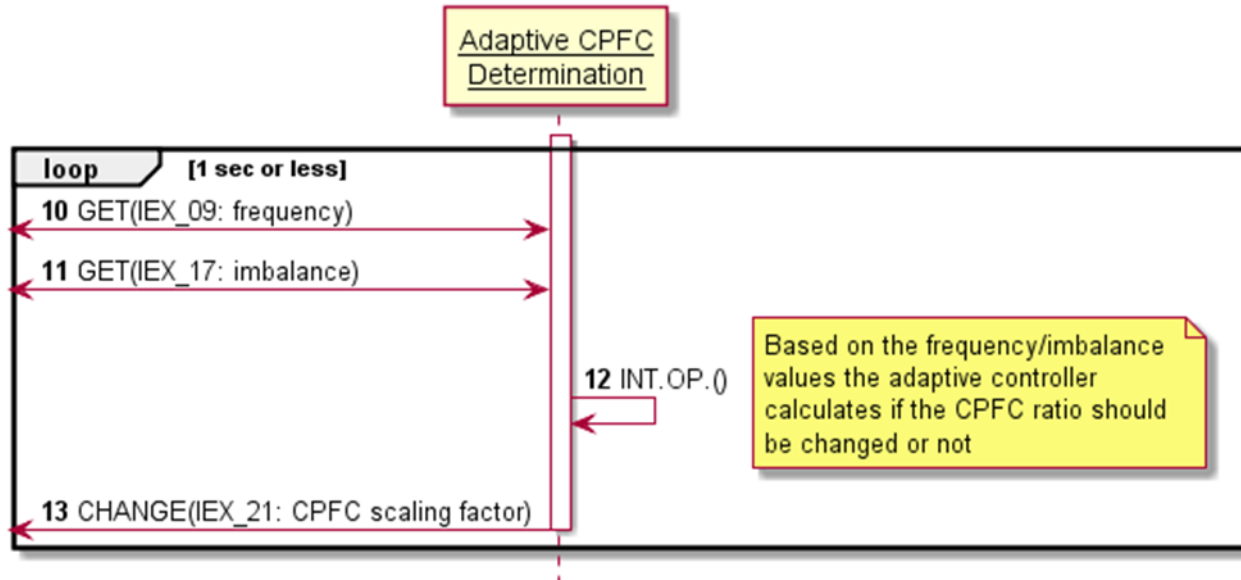 Adaptive CPFC
Determination
loop [1 sec or less]
10 GET(IEX_09: frequency)
11 GET(IEX_17: imbalance)
12 INT.OP.()
Based on the frequency/imbalance
values the adaptive controller
calculates if the CPFC ratio should
be changed or not
13 CHANGE(IEX_21: CPFC scaling factor)